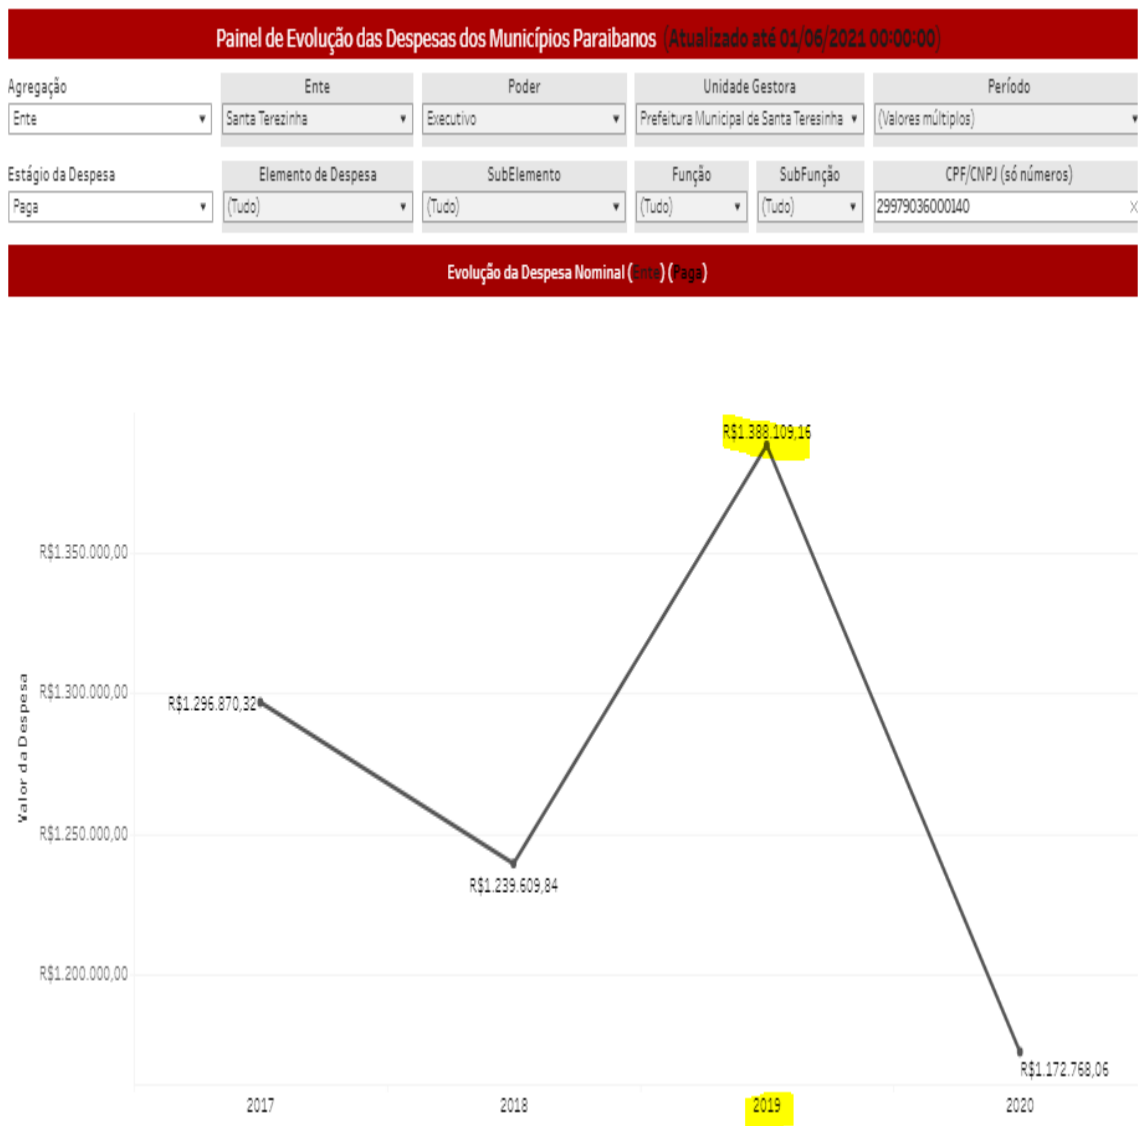 Painel de Evolução das Despesas dos Municípios Paraibanos (Atualizado até 01/06/2021 00:00:00)
Agregação Ente Poder Unidade Gestora Período
Ente Santa Terezinha Executivo Prefeitura Municipal de Santa Teresinha (Valores múltiplos)
Estágio da Despesa Elemento de Despesa SubElemento Função SubFunção CPF/CNPJ (só números)
Paga (Tudo) (Tudo) (Tudo) (Tudo) 29979036000140
Evolução da Despesa Nominal (Ente) (Paga)
R$1.388.109,16
R$1.350.000,00
R$1.300.000,00
R$1.296.870,32
Valor da Despesa
R$1.250.000,00
R$1.239.609,84
R$1.200.000,00
R$1.172.768,06
2017 2018 2019 2020